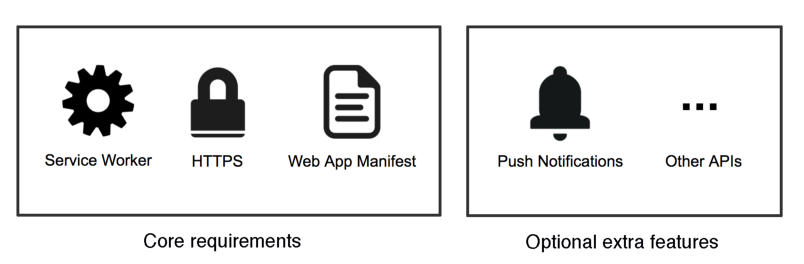 Service Worker
HTTPS
Web App Manifest
Core requirements
Push Notifications
Other APIs
Optional extra features